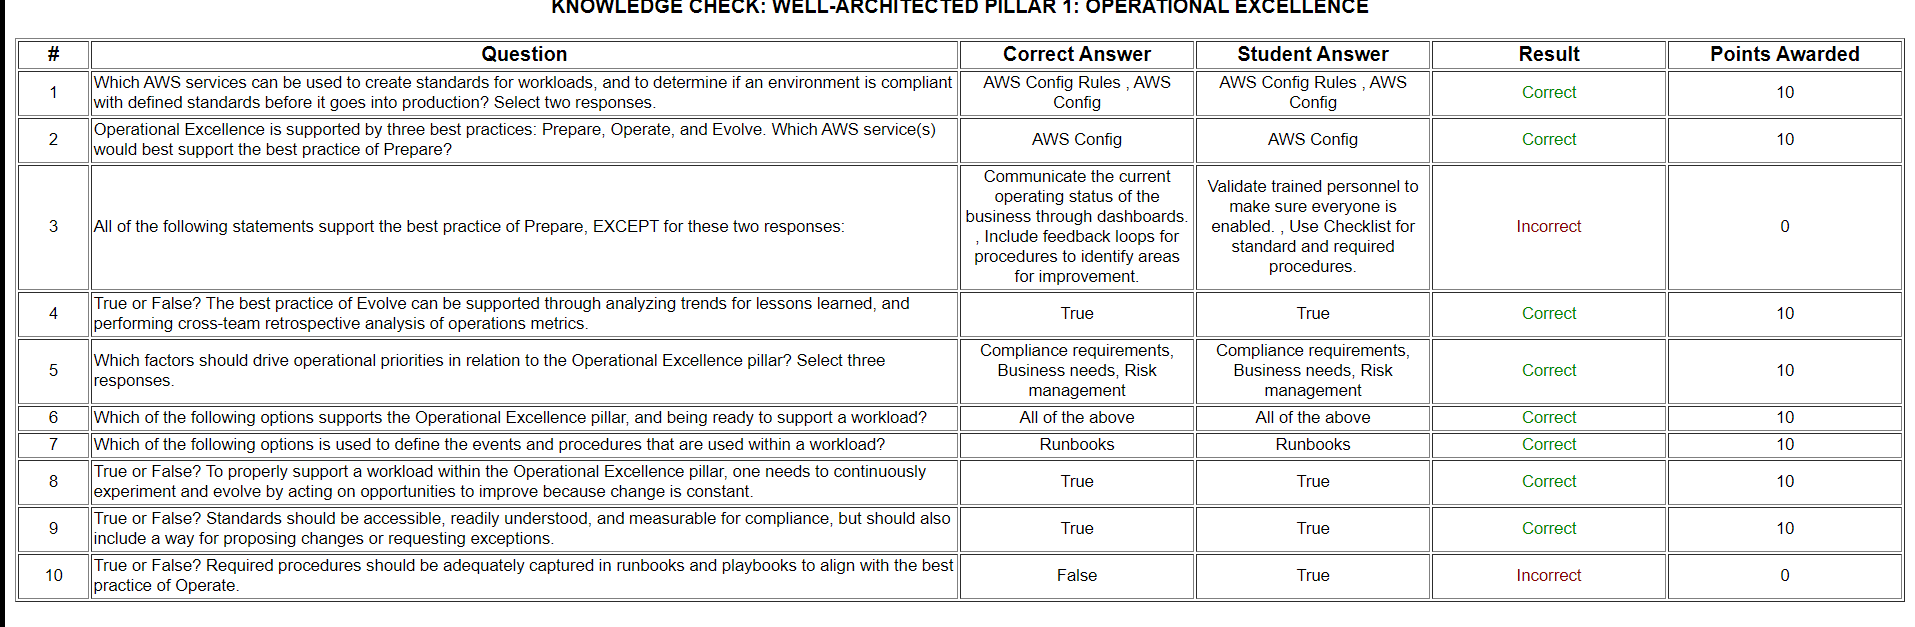 KNOWLEDGE CHECK: WELL-ARCHITECTED PILLAR 1: OPERATIONAL EXCELLENCE
# Question Correct Answer Student Answer Result Points Awarded
1 Which AWS services can be used to create standards for workloads, and to determine if an environment is compliant with defined standards before it goes into production? Select two responses. AWS Config Rules , AWS Config AWS Config Rules , AWS Config Correct 10
2 Operational Excellence is supported by three best practices: Prepare, Operate, and Evolve. Which AWS service(s) would best support the best practice of Prepare? AWS Config AWS Config Correct 10
3 All of the following statements support the best practice of Prepare, EXCEPT for these two responses: Communicate the current operating status of the business through dashboards. , Include feedback loops for procedures to identify areas for improvement. Validate trained personnel to make sure everyone is enabled. , Use Checklist for standard and required procedures. Incorrect 0
4 True or False? The best practice of Evolve can be supported through analyzing trends for lessons learned, and performing cross-team retrospective analysis of operations metrics. True True Correct 10
5 Which factors should drive operational priorities in relation to the Operational Excellence pillar? Select three responses. Compliance requirements, Business needs, Risk management Compliance requirements, Business needs, Risk management Correct 10
6 Which of the following options supports the Operational Excellence pillar, and being ready to support a workload? All of the above All of the above Correct 10
7 Which of the following options is used to define the events and procedures that are used within a workload? Runbooks Runbooks Correct 10
8 True or False? To properly support a workload within the Operational Excellence pillar, one needs to continuously experiment and evolve by acting on opportunities to improve because change is constant. True True Correct 10
9 True or False? Standards should be accessible, readily understood, and measurable for compliance, but should also include a way for proposing changes or requesting exceptions. True True Correct 10
10 True or False? Required procedures should be adequately captured in runbooks and playbooks to align with the best practice of Operate. False True Incorrect 0